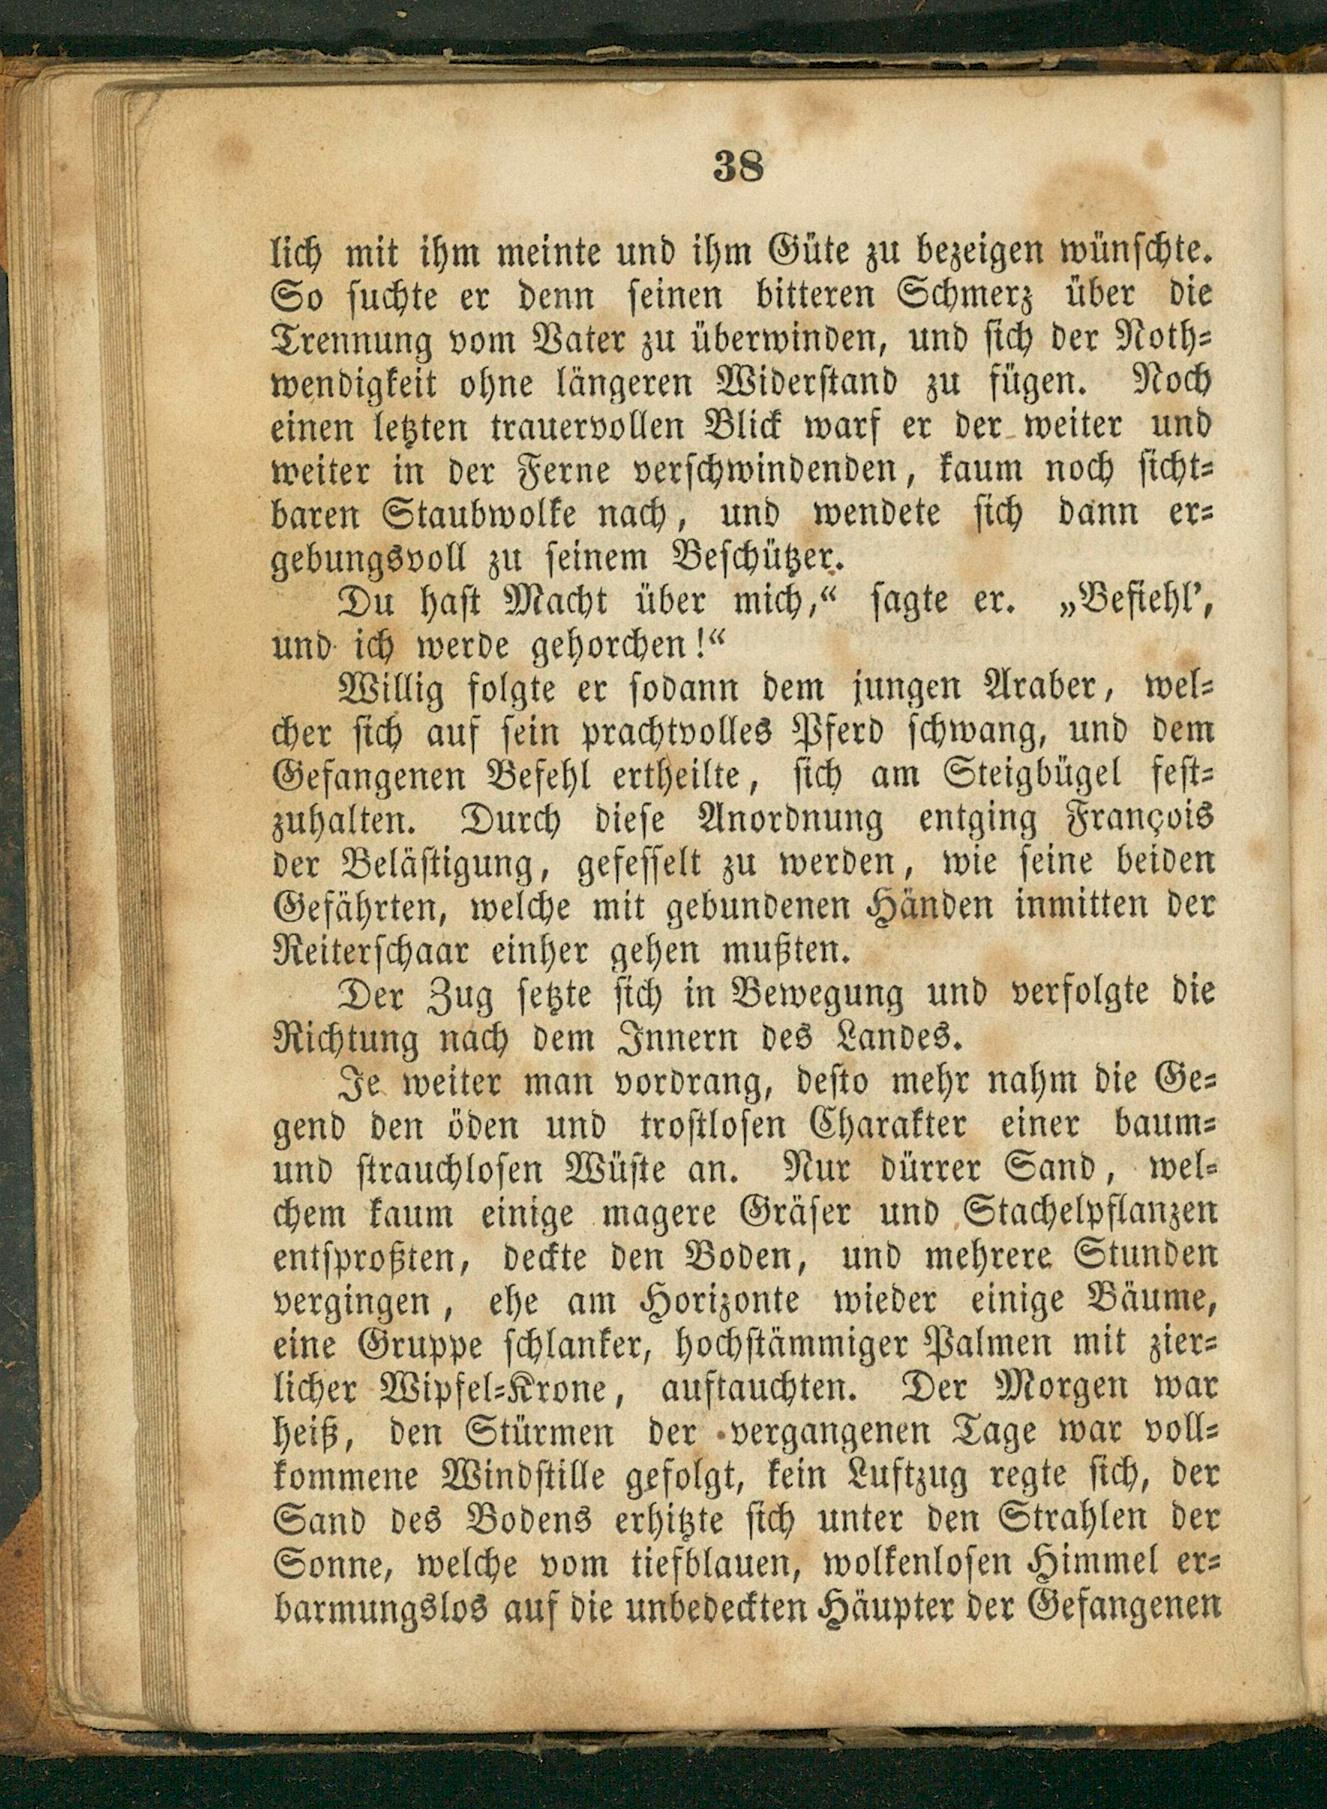 38
lich mit ihm meinte und ihm Güte zu bezeigen wünschte.
So suchte er denn seinen bitteren Schmerz über die
Trennung vom Vater zu überwinden, und sich der Noth-
wendigkeit ohne längeren Widerstand zu fügen. Noch
einen letzten trauervollen Blick warf er der weiter und
weiter in der Ferne verschwindenden, kaum noch sicht-
baren Staubwolke nach, und wendete sich dann er-
gebungsvoll zu seinem Beschützer.
Du hast Macht über mich,“ sagte er. „Befiehl’,
und ich werde gehorchen!“
Willig folgte er sodann dem jungen Araber, wel-
cher sich auf sein prachtvolles Pferd schwang, und dem
Gefangenen Befehl ertheilte, sich am Steigbügel fest-
zuhalten. Durch diese Anordnung entging François
der Belästigung, gefesselt zu werden, wie seine beiden
Gefährten, welche mit gebundenen Händen inmitten der
Reiterschaar einher gehen mußten.
Der Zug setzte sich in Bewegung und verfolgte die
Richtung nach dem Innern des Landes.
Je weiter man vordrang, desto mehr nahm die Ge-
gend den öden und trostlosen Charakter einer baum-
und strauchlosen Wüste an. Nur dürrer Sand, wel-
chem kaum einige magere Gräser und Stachelpflanzen
entsproßten, deckte den Boden, und mehrere Stunden
vergingen, ehe am Horizonte wieder einige Bäume,
eine Gruppe schlanker, hochstämmiger Palmen mit zier-
licher Wipfel-Krone, auftauchten. Der Morgen war
heiß, den Stürmen der vergangenen Tage war voll-
kommene Windstille gefolgt, kein Luftzug regte sich, der
Sand des Bodens erhitzte sich unter den Strahlen der
Sonne, welche vom tiefblauen, wolkenlosen Himmel er-
barmungslos auf die unbedeckten Häupter der Gefangenen